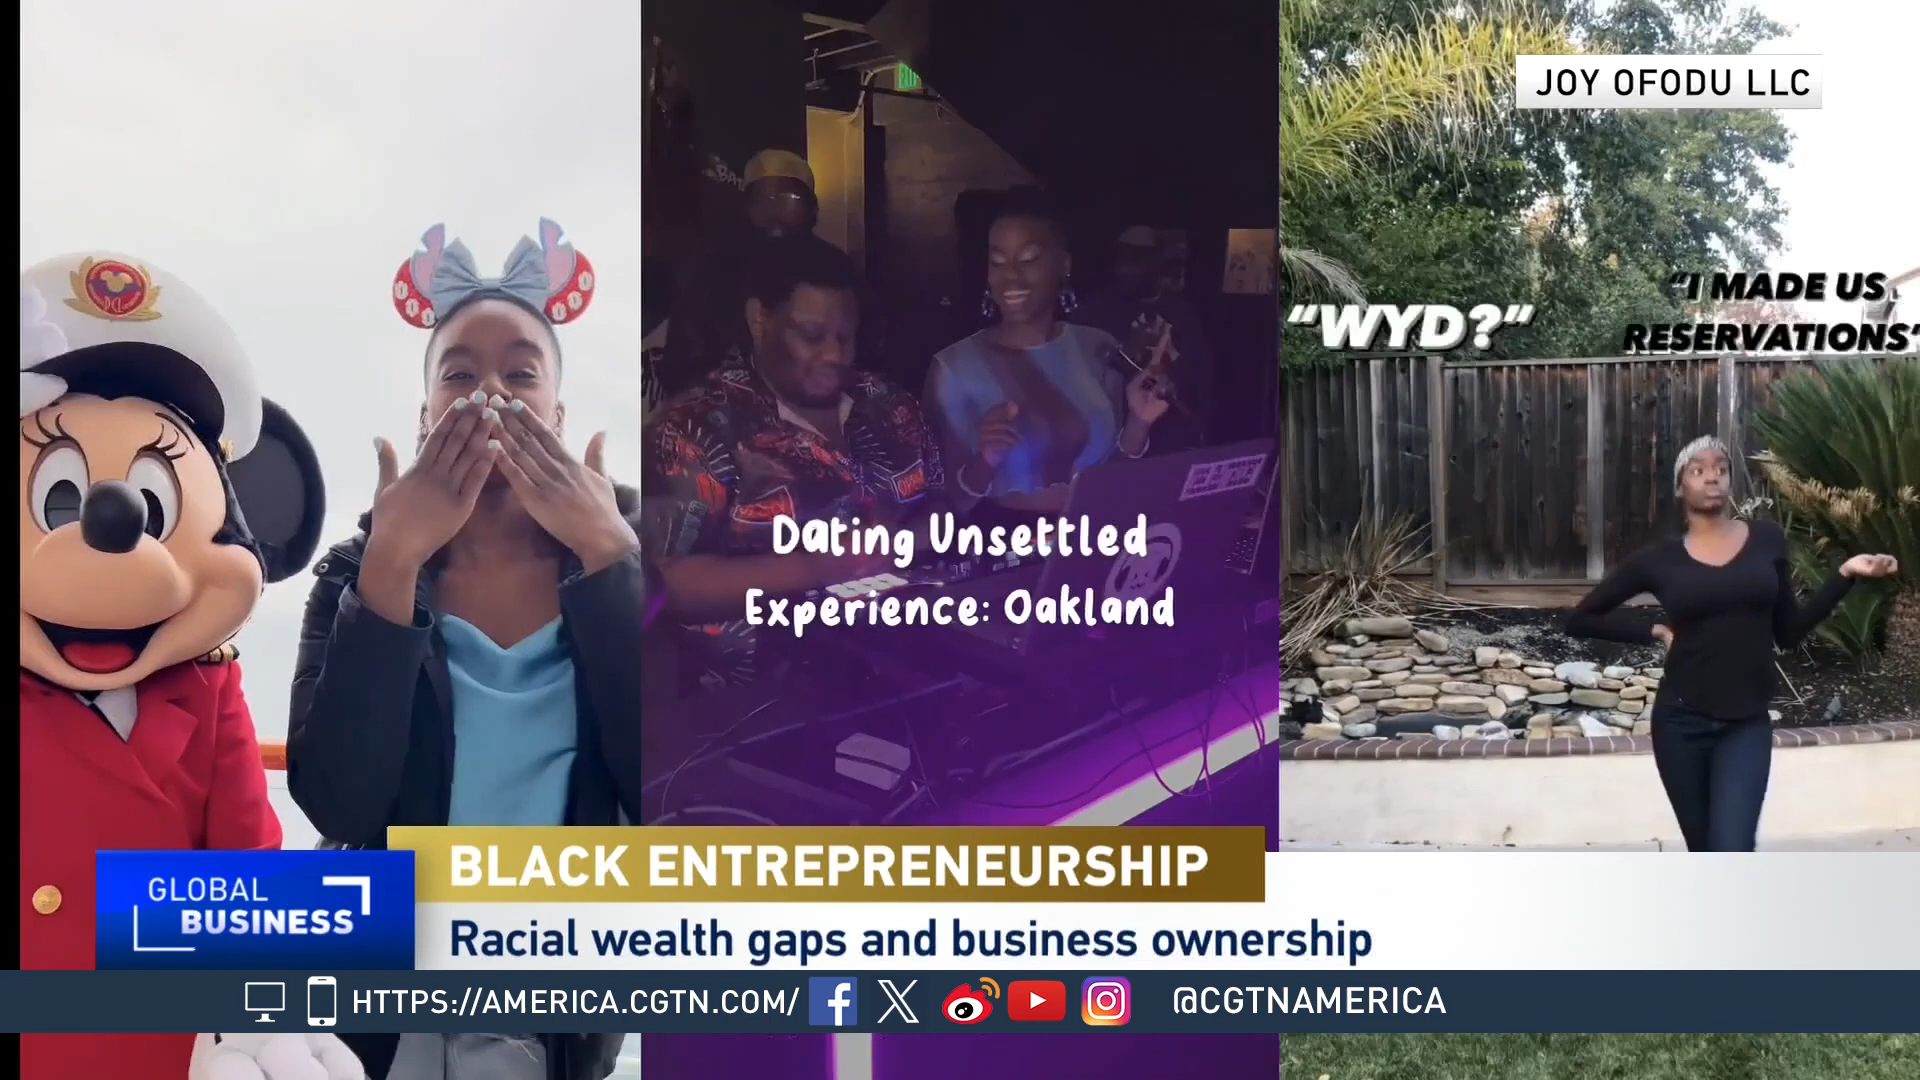 JOY OFODU LLC
"WYD?"
"I MADE US
RESERVATIONS"
Dating Unsettled
Experience: Oakland
BLACK ENTREPRENEURSHIP
GLOBAL
BUSINESS
Racial wealth gaps and business ownership
HTTPS://AMERICA.CGTN.COM/
@CGTNAMERICA